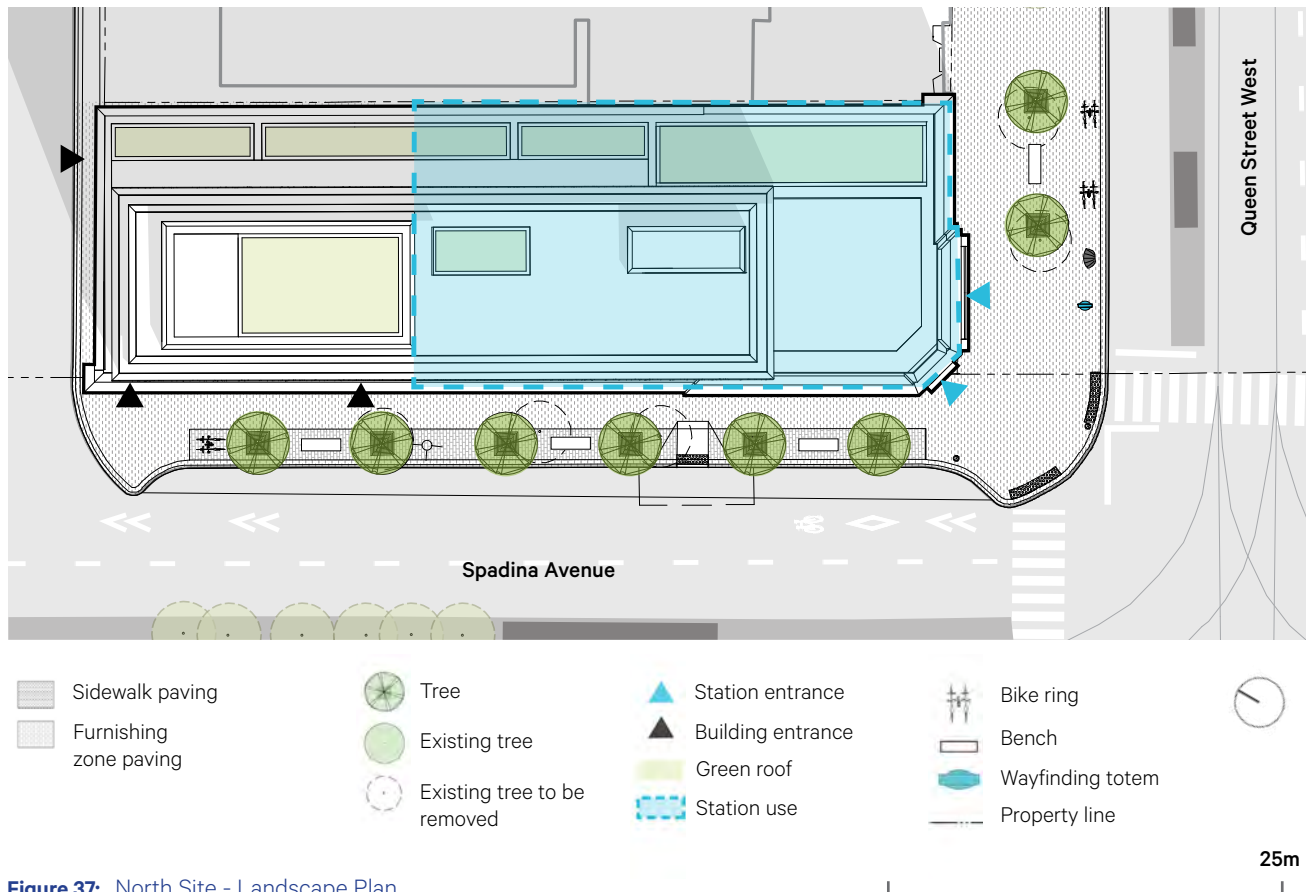 Queen Street West
Spadina Avenue
Sidewalk paving
Furnishing
zone paving
Tree
Existing tree
Existing tree to be
removed
Station entrance
Building entrance
Green roof
Station use
Bike ring
Bench
Wayfinding totem
Property line
25m
Figure 37: North Site - Landscape Plan